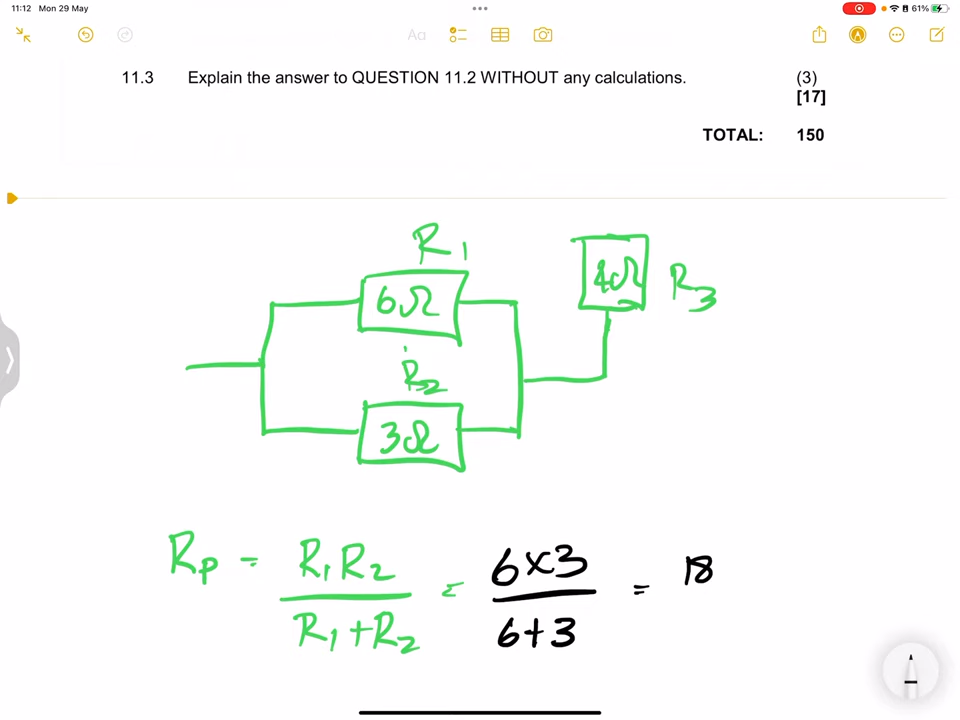 11:12 Mon 29 May
61%
Aa
11.3 Explain the answer to QUESTION 11.2 WITHOUT any calculations. (3)
[17]
TOTAL: 150
R1
6Ω
4Ω R3
R2
3Ω
Rp = R1R2 / R1+R2 = 6×3 / 6+3 = 18